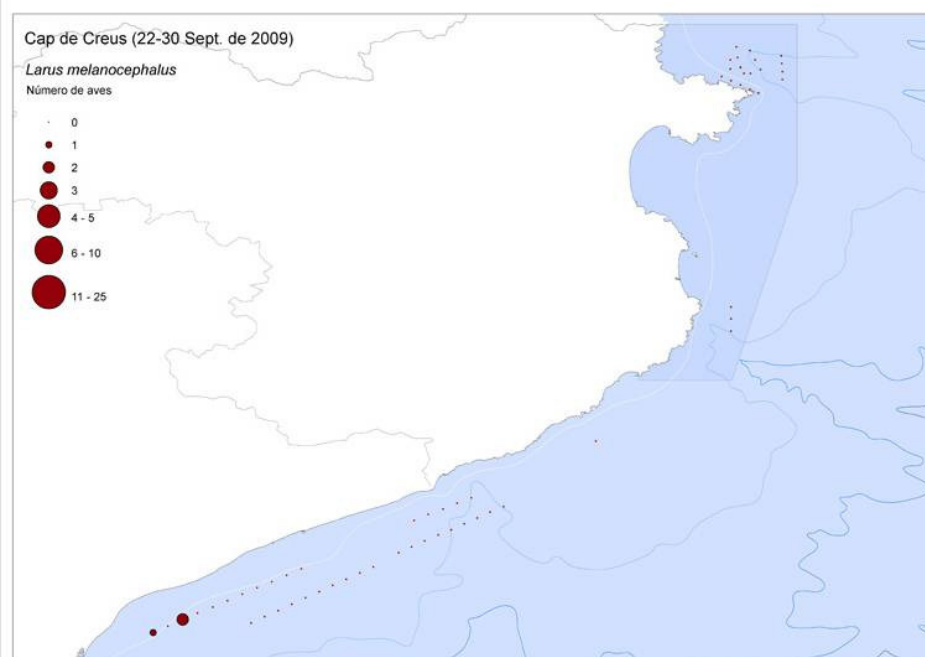 Cap de Creus (22-30 Sept. de 2009)
Larus melanocephalus
Número de aves
0
1
2
3
4 - 5
6 - 10
11 - 25